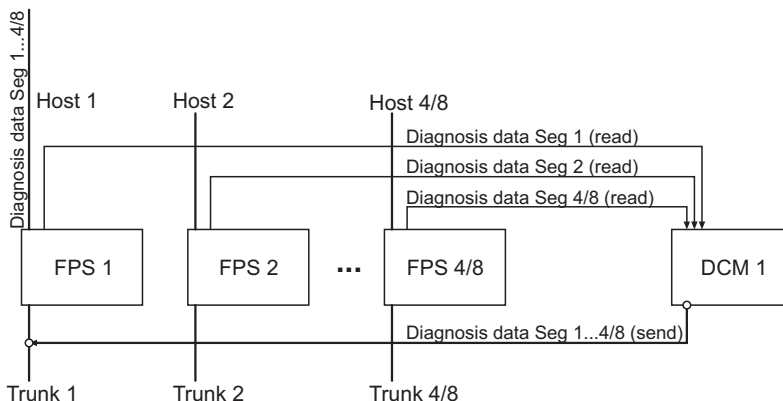 Diagnosis data Seg 1...4/8
Host 1
Host 2
Host 4/8
Diagnosis data Seg 1 (read)
Diagnosis data Seg 2 (read)
Diagnosis data Seg 4/8 (read)
FPS 1
FPS 2
...
FPS 4/8
DCM 1
Diagnosis data Seg 1...4/8 (send)
Trunk 1
Trunk 2
Trunk 4/8